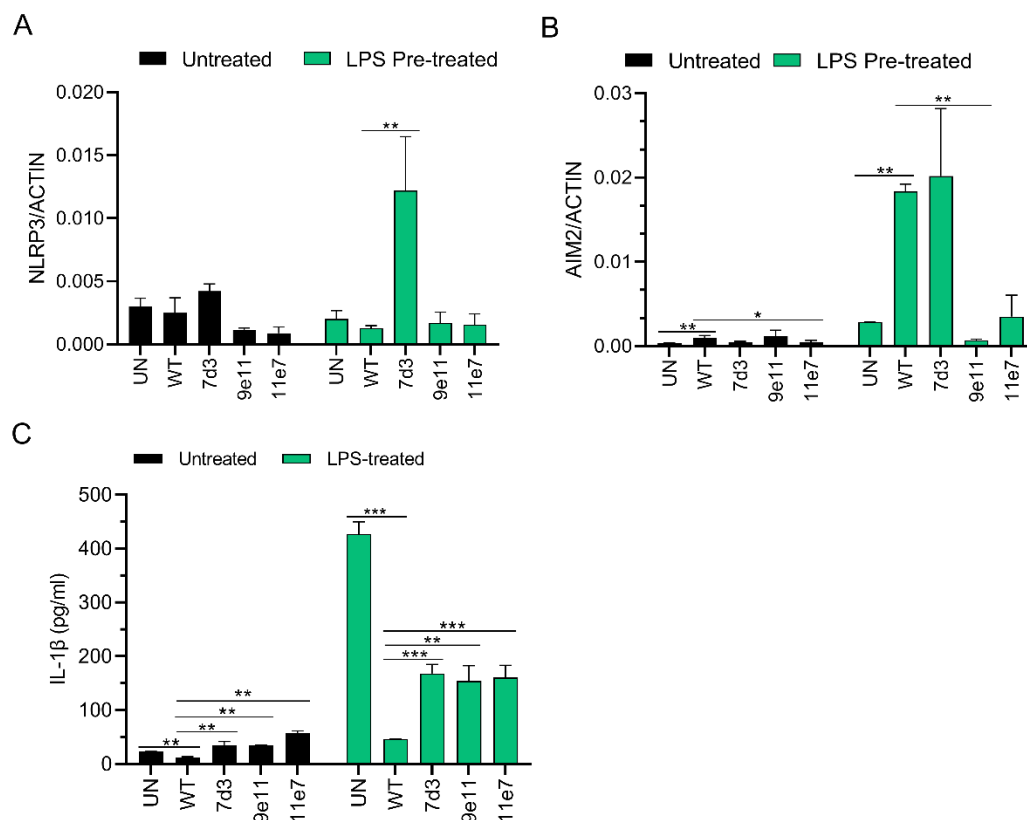 A
Untreated LPS Pre-treated
NLRP3/ACTIN
0.020
0.015
0.010
0.005
0.000
**
UN WT 7d3 9e11 11e7 UN WT 7d3 9e11 11e7
B
Untreated LPS Pre-treated
AIM2/ACTIN
0.03
0.02
0.01
0.00
**
**
*
**
UN WT 7d3 9e11 11e7 UN WT 7d3 9e11 11e7
C
Untreated LPS-treated
IL-1β (pg/ml)
500
400
300
200
100
0
***
***
**
***
**
**
**
**
UN WT 7d3 9e11 11e7 UN WT 7d3 9e11 11e7